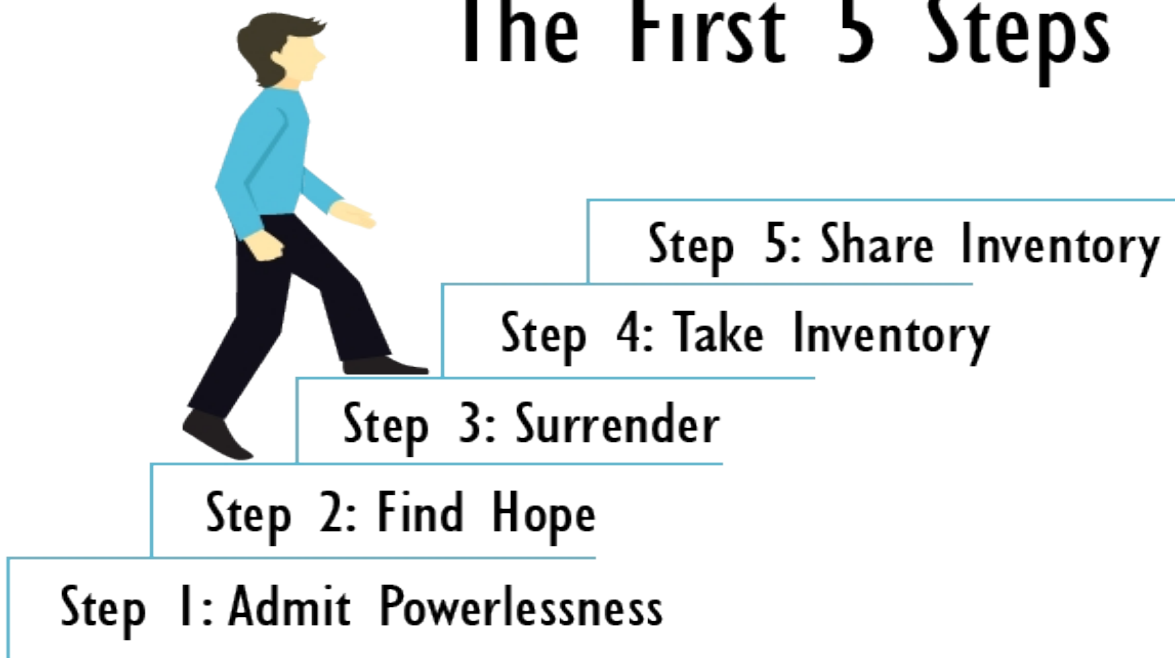 The First 5 Steps
Step 5: Share Inventory
Step 4: Take Inventory
Step 3: Surrender
Step 2: Find Hope
Step 1: Admit Powerlessness